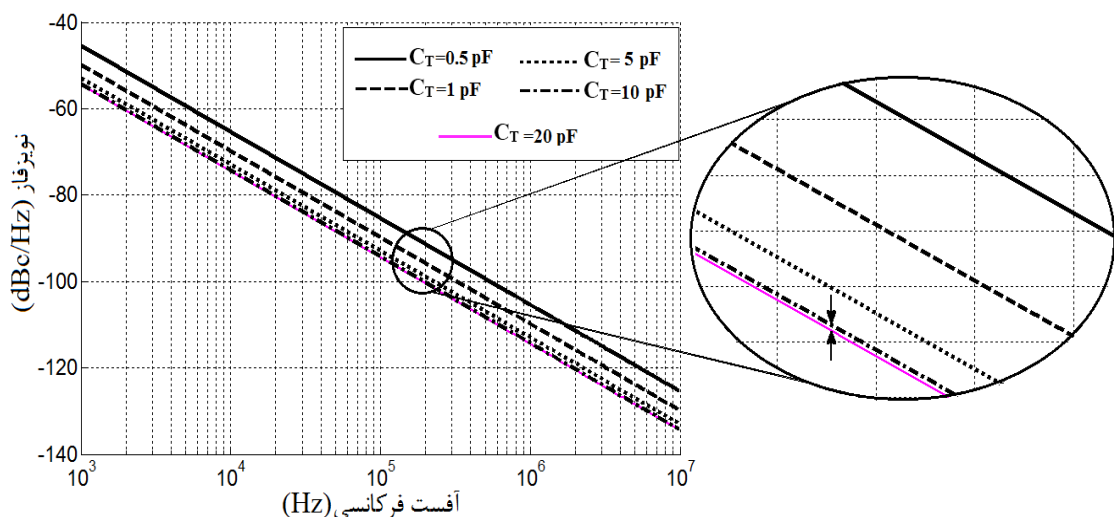 -40
-60
-80
-100
-120
-140
نویزفاز (dBc/Hz)
C_T=0.5 pF
C_T=5 pF
C_T=1 pF
C_T=10 pF
C_T=20 pF
10^3 10^4 10^5 10^6 10^7
آفست فرکانسی(Hz)